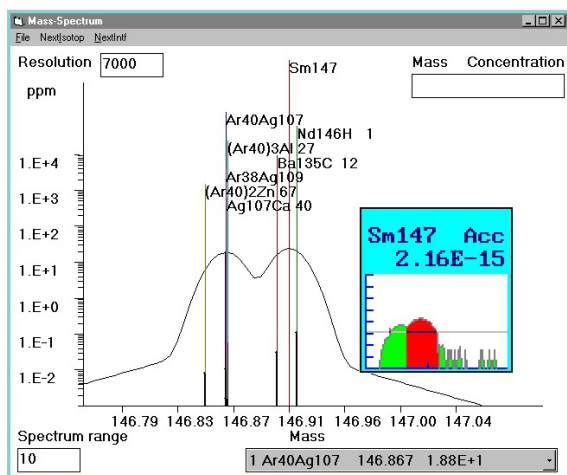 Mass-Spectrum
File NextIsotop NextIntf
Resolution 7000
Mass Concentration
ppm
Sm147
Ar40Ag107
Nd146H 1
(Ar40)3Al 27
Ba135C 12
Ar38Ag109
(Ar40)2Zn 67
Ag107Ca 40
1.E+4
1.E+3
1.E+2
1.E+1
1.E+0
1.E-1
1.E-2
Sm147 Acc
2.16E-15
146.79 146.83 146.87 146.91 146.96 147.00 147.04
Spectrum range
Mass
10
1 Ar40Ag107 146.867 1.88E+1